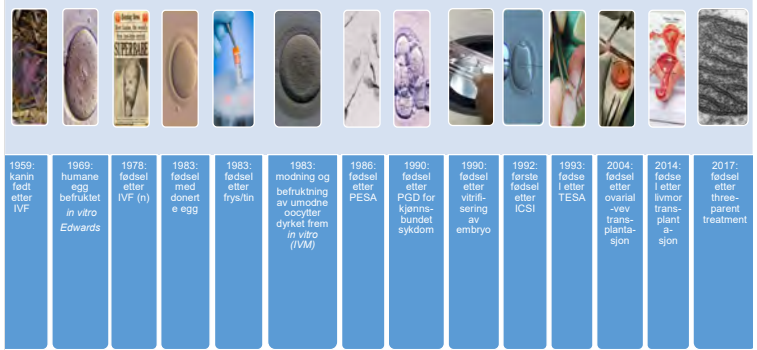 Evening News
SUPERBABE
1959:
kanin
født
etter
IVF
1969:
humane
egg
befruktet
in vitro
Edwards
1978:
fødsel
etter
IVF (n)
1983:
fødsel
med
donert
e egg
1983:
fødsel
etter
frys/tin
1983:
modning og
befruktning
av umodne
oocytter
dyrket frem
in vitro
(IVM)
1986:
fødsel
etter
PESA
1990:
fødsel
etter
PGD for
kjønns-
bundet
sykdom
1990:
fødsel
etter
vitrifi-
sering
av
embryo
1992:
første
fødsel
etter
ICSI
1993:
fødse
l etter
TESA
2004:
fødsel
etter
ovarial
-vev
trans-
planta-
sjon
2014:
fødse
l etter
livmor
trans-
plant
a-
sjon
2017:
fødsel
etter
three-
parent
treatment